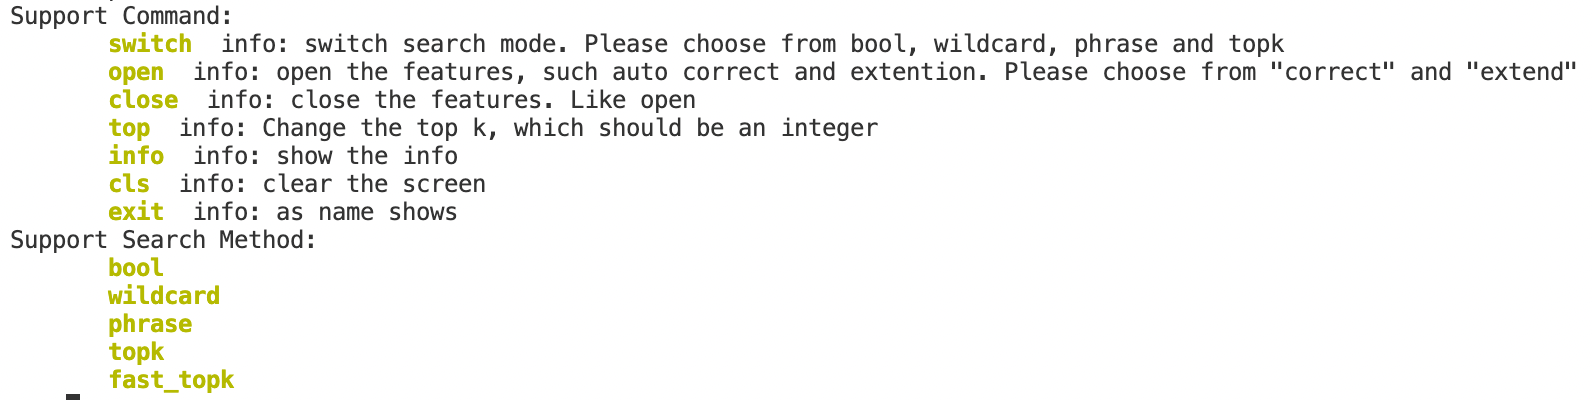 Support Command:
switch  info: switch search mode. Please choose from bool, wildcard, phrase and topk
open  info: open the features, such auto correct and extention. Please choose from "correct" and "extend"
close  info: close the features. Like open
top  info: Change the top k, which should be an integer
info  info: show the info
cls  info: clear the screen
exit  info: as name shows
Support Search Method:
bool
wildcard
phrase
topk
fast_topk